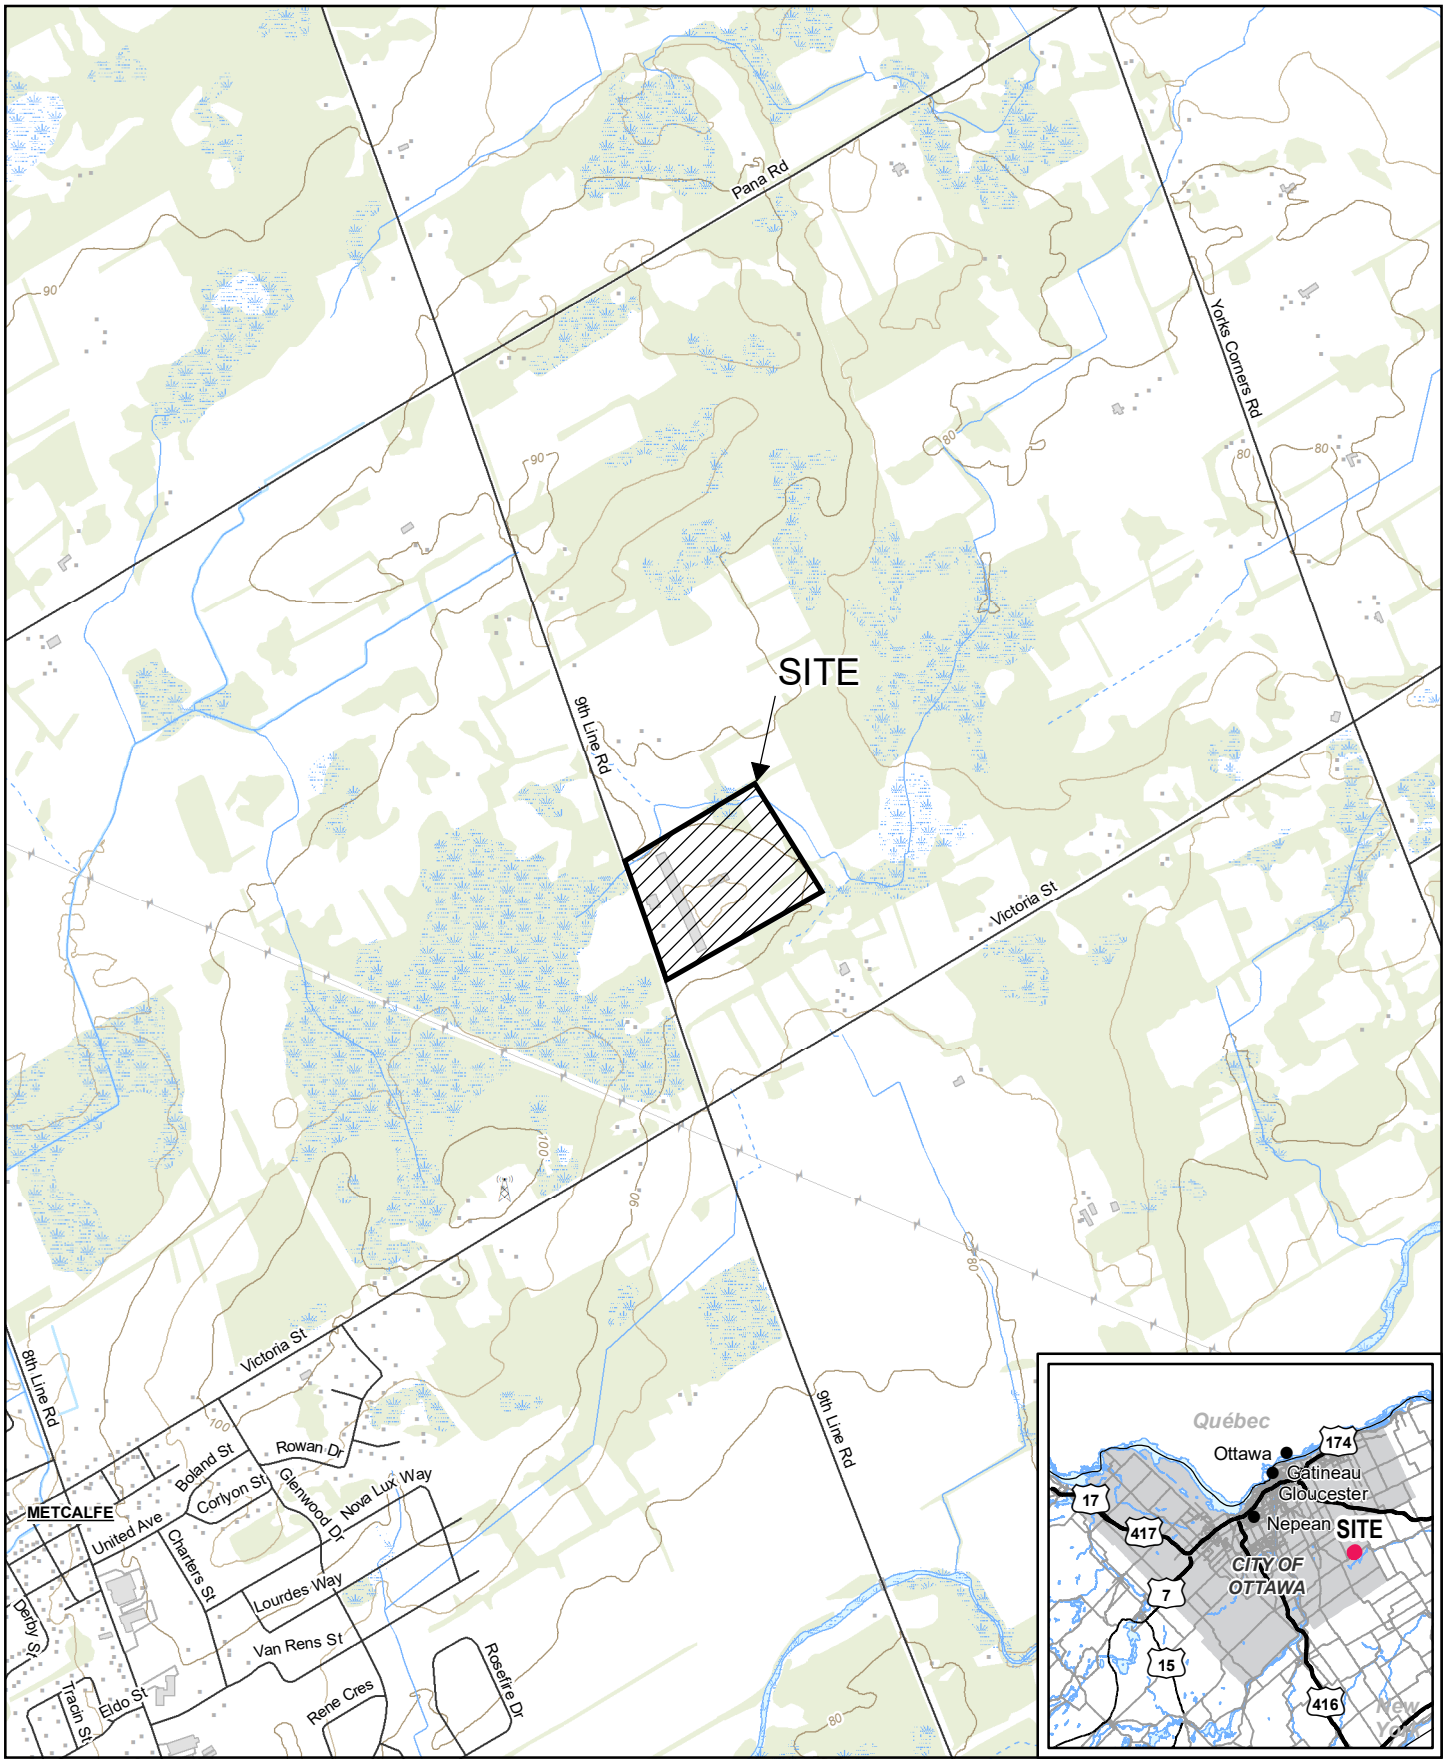 Pana Rd
90
Yorks Corners Rd
80
80
80
90
SITE
9th Line Rd
Victoria St
100
90
80
Victoria St
8th Line Rd
9th Line Rd
100
Rowan Dr
Boland St
Corlyon St
Glenwood Dr
Nova Lux Way
METCALFE
United Ave
Charters St
Lourdes Way
Derby St
Van Rens St
Rosefire Dr
Tracin St
Eldo St
Rene Cres
80
Québec
174
Ottawa
Gatineau
Gloucester
17
417
Nepean
SITE
CITY OF
OTTAWA
7
15
416
New
York